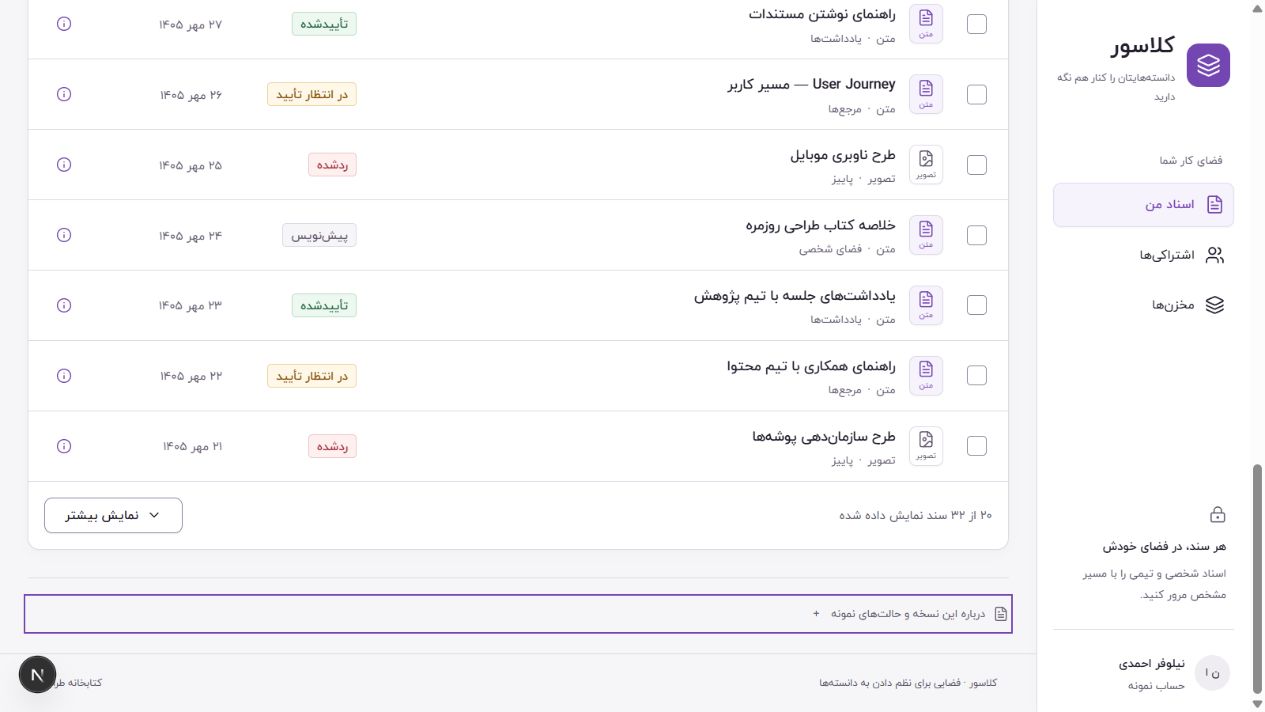 کلاسور
دانسته‌هایتان را کنار هم نگه
دارید
فضای کار شما
اسناد من
اشتراکی‌ها
مخزن‌ها
هر سند، در فضای خودش
اسناد شخصی و تیمی را با مسیر
مشخص مرور کنید.
ن ا
نیلوفر احمدی
حساب نمونه
متن
راهنمای نوشتن مستندات
متن · یادداشت‌ها
تأییدشده
۲۷ مهر ۱۴۰۵
متن
User Journey — مسیر کاربر
متن · مرجع‌ها
در انتظار تأیید
۲۶ مهر ۱۴۰۵
تصویر
طرح ناوبری موبایل
تصویر · پاییز
ردشده
۲۵ مهر ۱۴۰۵
متن
خلاصه کتاب طراحی روزمره
متن · فضای شخصی
پیش‌نویس
۲۴ مهر ۱۴۰۵
متن
یادداشت‌های جلسه با تیم پژوهش
متن · یادداشت‌ها
تأییدشده
۲۳ مهر ۱۴۰۵
متن
راهنمای همکاری با تیم محتوا
متن · مرجع‌ها
در انتظار تأیید
۲۲ مهر ۱۴۰۵
تصویر
طرح سازمان‌دهی پوشه‌ها
تصویر · پاییز
ردشده
۲۱ مهر ۱۴۰۵
۲۰ از ۳۲ سند نمایش داده شده
نمایش بیشتر
درباره این نسخه و حالت‌های نمونه +
کلاسور · فضایی برای نظم دادن به دانسته‌ها
کتابخانه
N